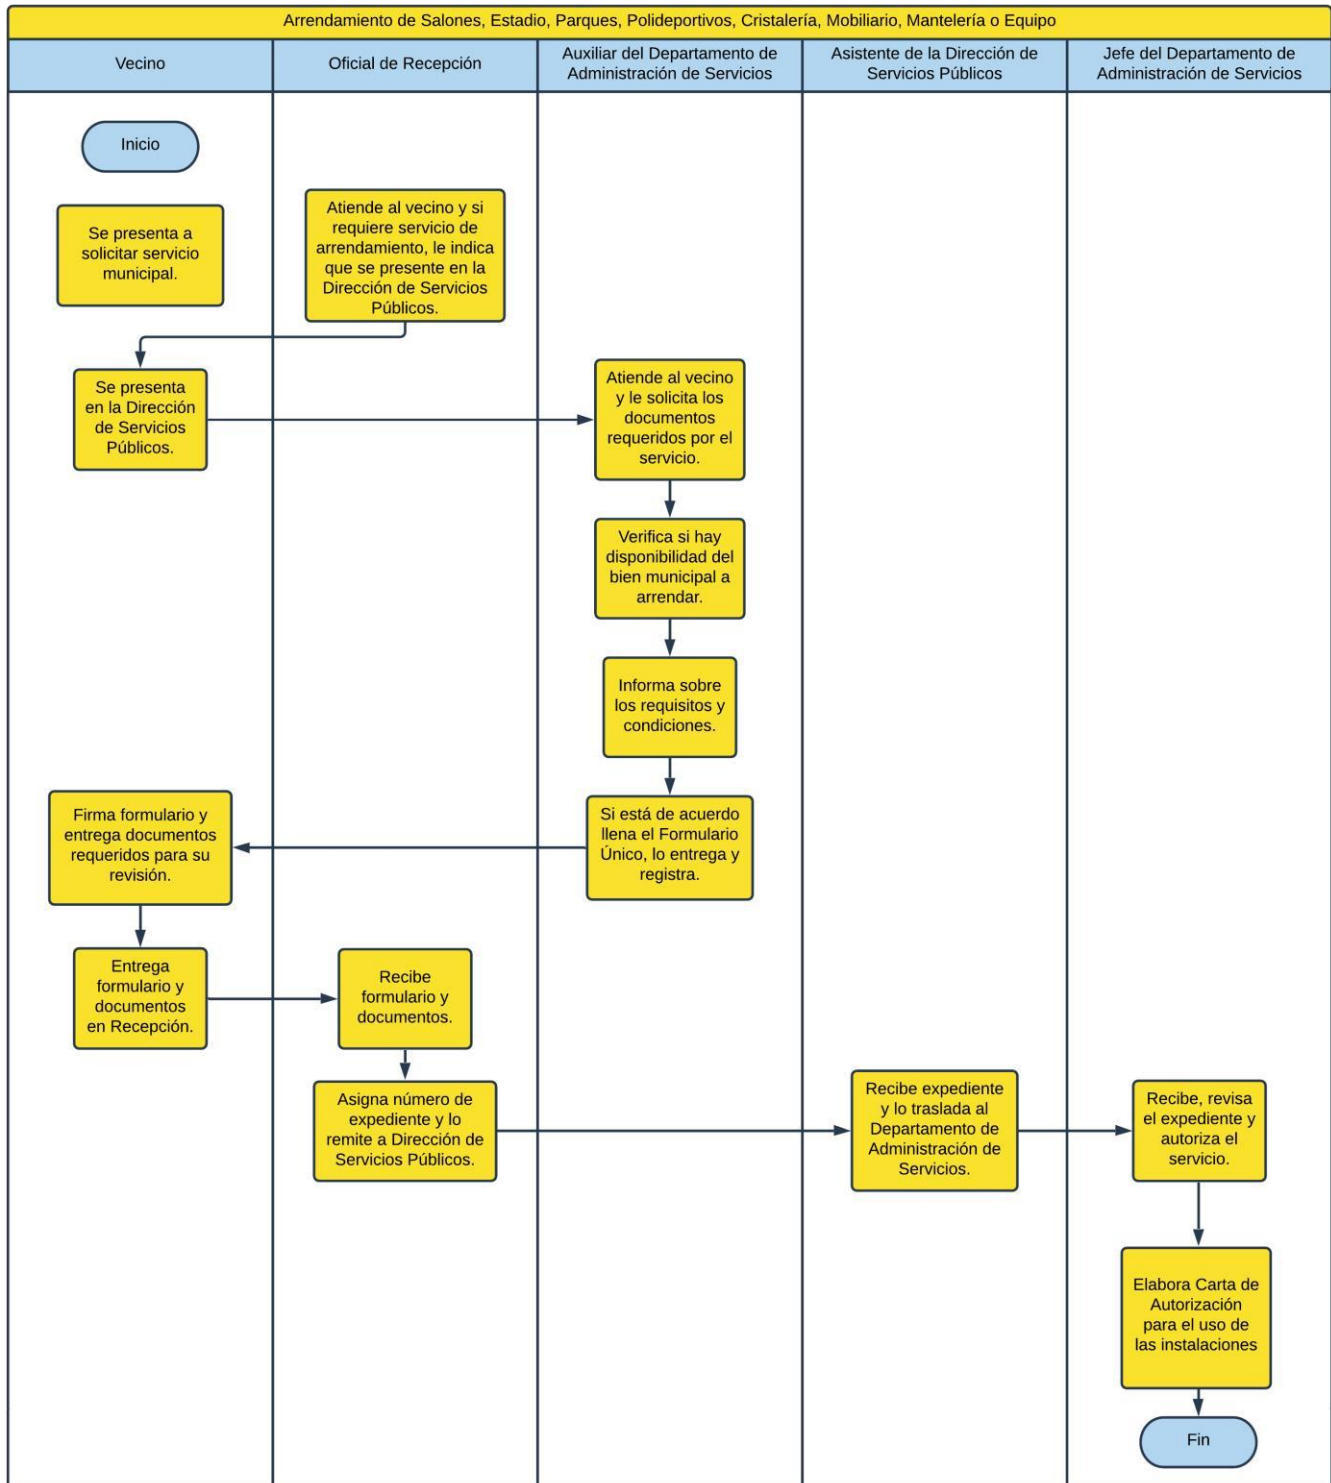 Arrendamiento de Salones, Estadio, Parques, Polideportivos, Cristalería, Mobiliario, Mantelería o Equipo
Vecino
Oficial de Recepción
Auxiliar del Departamento de
Administración de Servicios
Asistente de la Dirección de
Servicios Públicos
Jefe del Departamento de
Administración de Servicios
Inicio
Se presenta a
solicitar servicio
municipal.
Atiende al vecino y si
requiere servicio de
arrendamiento, le indica
que se presente en la
Dirección de Servicios
Públicos.
Se presenta
en la Dirección
de Servicios
Públicos.
Atiende al vecino
y le solicita los
documentos
requeridos por el
servicio.
Verifica si hay
disponibilidad del
bien municipal a
arrendar.
Informa sobre
los requisitos y
condiciones.
Si está de acuerdo
llena el Formulario
Único, lo entrega y
registra.
Firma formulario y
entrega documentos
requeridos para su
revisión.
Entrega
formulario y
documentos
en Recepción.
Recibe
formulario y
documentos.
Asigna número de
expediente y lo
remite a Dirección de
Servicios Públicos.
Recibe expediente
y lo traslada al
Departamento de
Administración de
Servicios.
Recibe, revisa
el expediente y
autoriza el
servicio.
Elabora Carta de
Autorización
para el uso de
las instalaciones
Fin